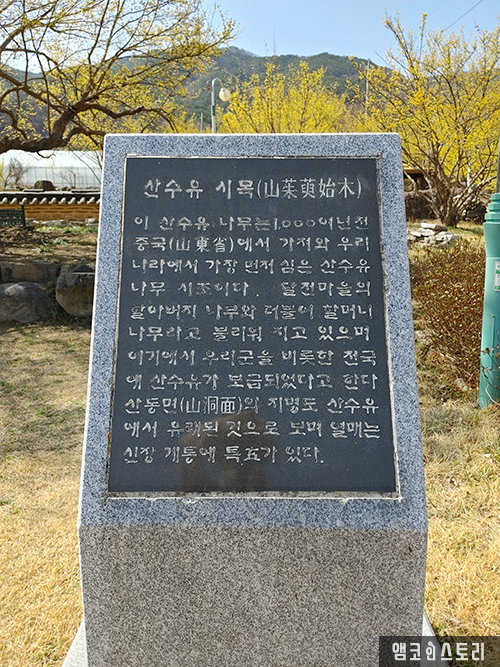 산수유 시목(山茱萸始木)
이 산수유 나무는 1,000여년전
중국(山東省)에서 가져와 우리
나라에서 가장 먼저 심은 산수유
나무 시조이다. 달전마을의
할아버지 나무와 더불어 할머니
나무라고 불리워 지고 있으며
여기에서 우리군을 비롯한 전국
에 산수유가 보급되었다고 한다
산동면(山洞面)의 지명도 산수유
에서 유래된 것으로 보며 열매는
신장 계통에 특효가 있다.
앰코인스토리